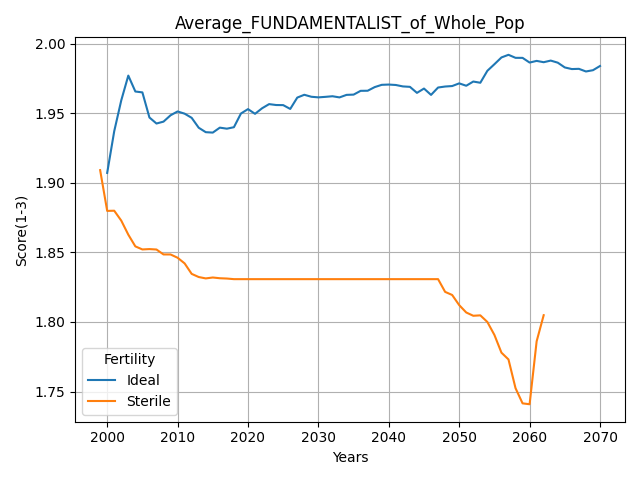 Average_FUNDAMENTALIST_of_Whole_Pop
Score(1-3)
2.00
1.95
1.90
1.85
1.80
1.75
Fertility
Ideal
Sterile
2000 2010 2020 2030 2040 2050 2060 2070
Years